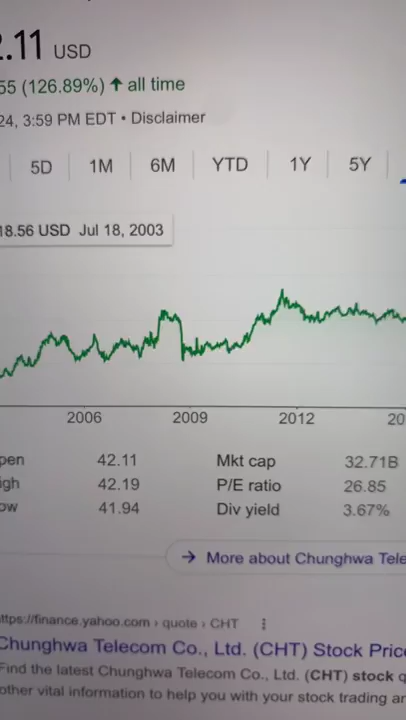 2.11 USD
55 (126.89%) ↑ all time
24, 3:59 PM EDT • Disclaimer
5D 1M 6M YTD 1Y 5Y
18.56 USD Jul 18, 2003
2006 2009 2012 20
pen 42.11 Mkt cap 32.71B
igh 42.19 P/E ratio 26.85
ow 41.94 Div yield 3.67%
→ More about Chunghwa Tele
ttps://finance.yahoo.com › quote › CHT
Chunghwa Telecom Co., Ltd. (CHT) Stock Price
Find the latest Chunghwa Telecom Co., Ltd. (CHT) stock q
other vital information to help you with your stock trading an